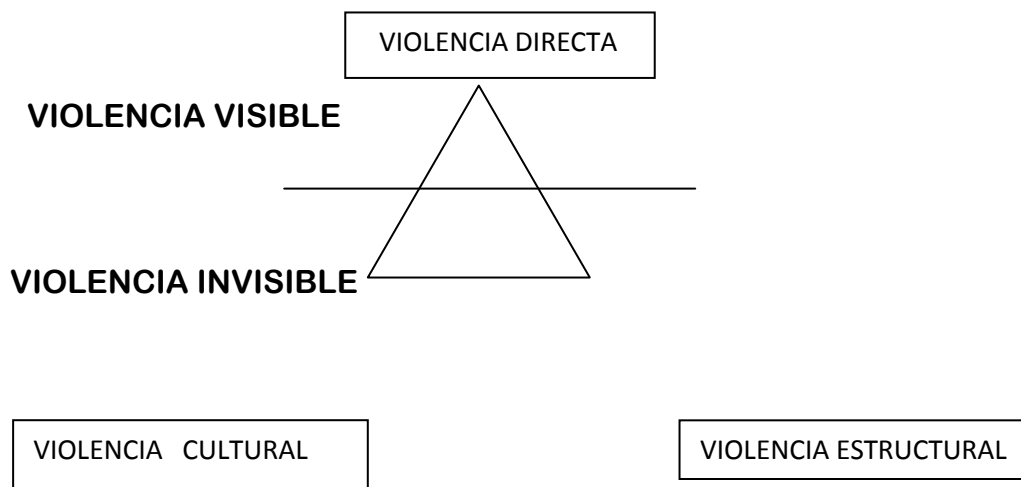 VIOLENCIA DIRECTA
VIOLENCIA VISIBLE
VIOLENCIA INVISIBLE
VIOLENCIA CULTURAL
VIOLENCIA ESTRUCTURAL